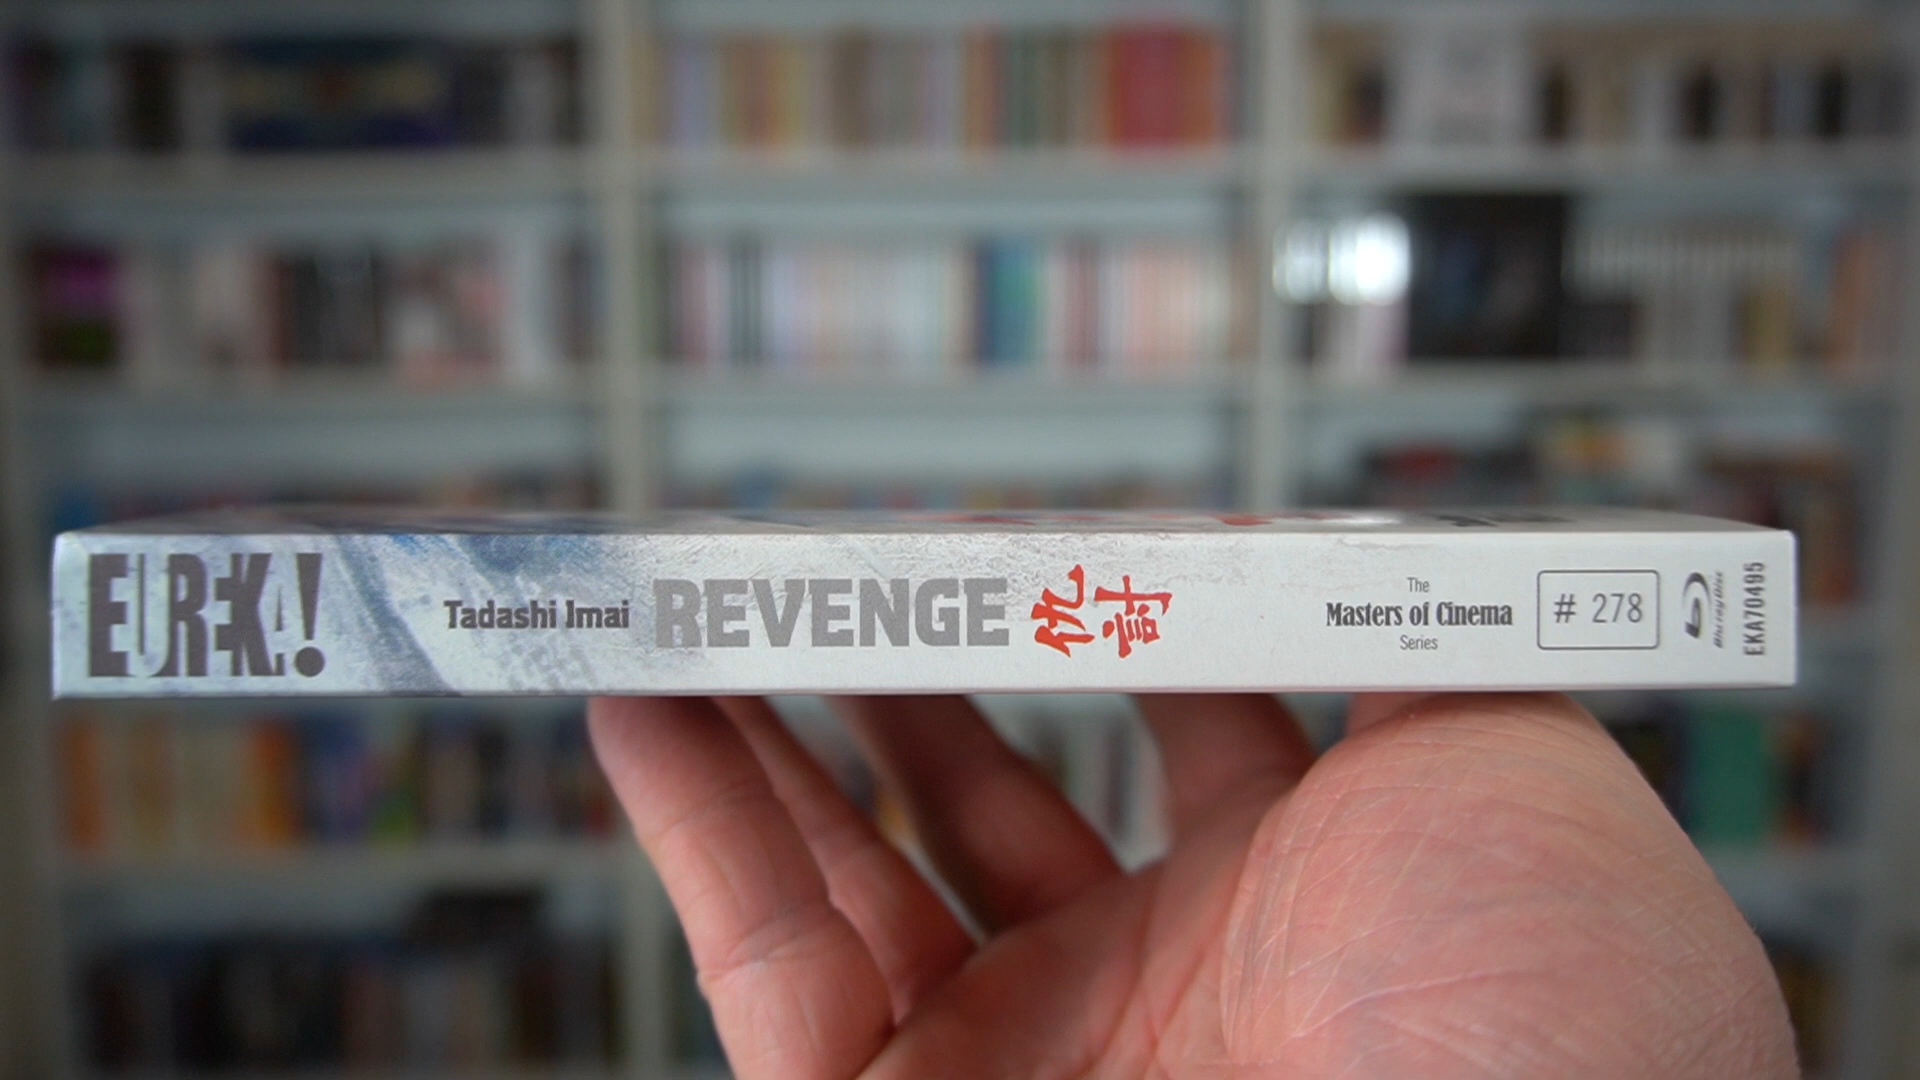 EUREKA!
Tadashi Imai
REVENGE
仇討
The
Masters of Cinema
Series
# 278
Blu-ray Disc
EKA70495